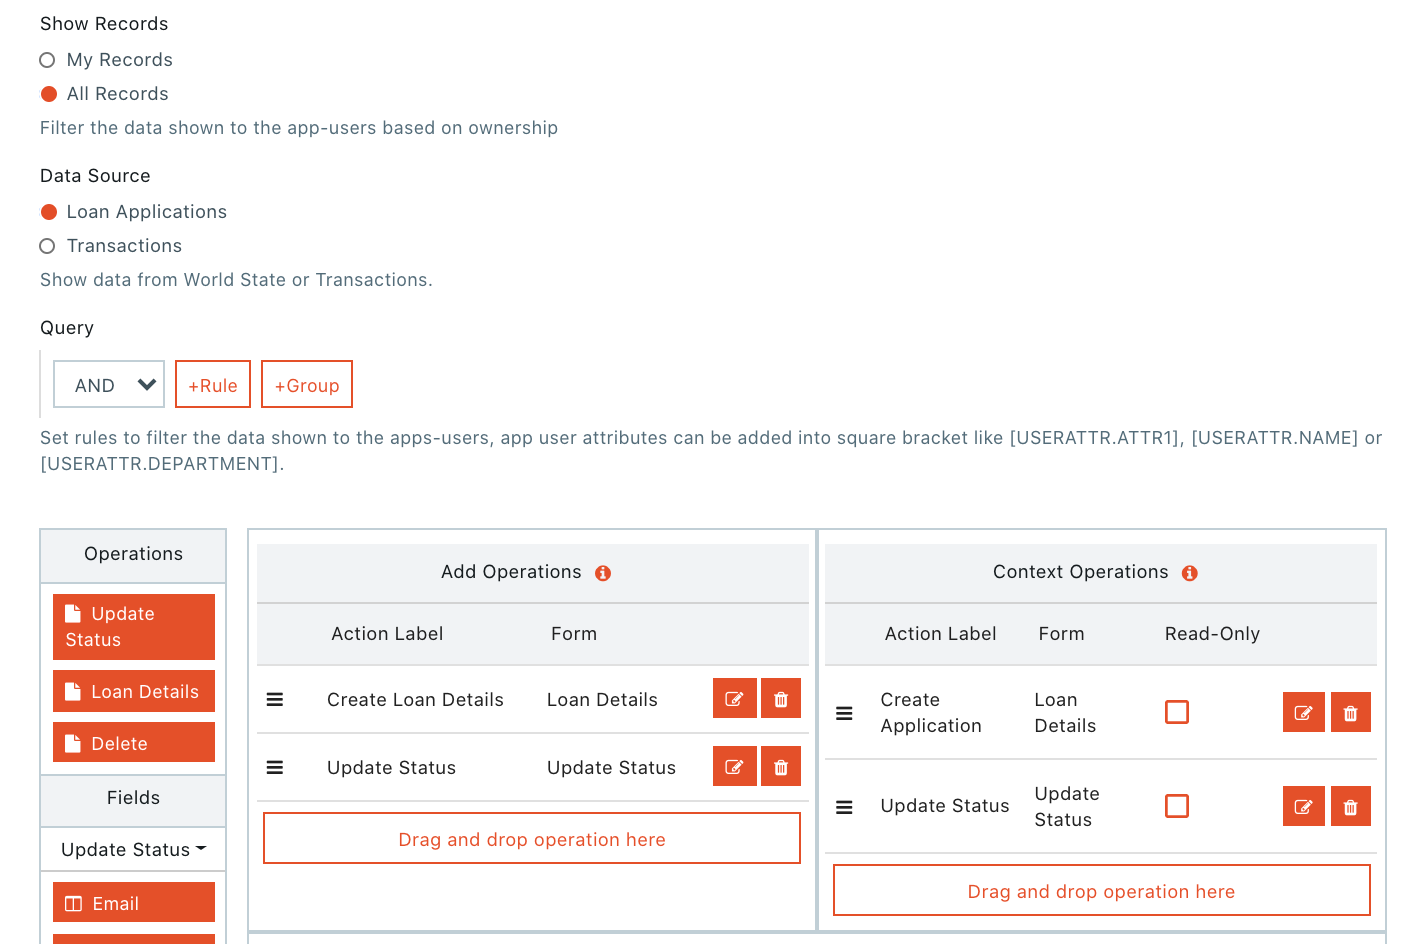 Show Records
My Records
All Records
Filter the data shown to the app-users based on ownership
Data Source
Loan Applications
Transactions
Show data from World State or Transactions.
Query
AND +Rule +Group
Set rules to filter the data shown to the apps-users, app user attributes can be added into square bracket like [USERATTR.ATTR1], [USERATTR.NAME] or
[USERATTR.DEPARTMENT].
Operations
Update
Status
Loan Details
Delete
Fields
Update Status
Email
Add Operations
Action Label Form
Create Loan Details Loan Details
Update Status Update Status
Drag and drop operation here
Context Operations
Action Label Form Read-Only
Create
Application
Loan
Details
Update Status
Update
Status
Drag and drop operation here